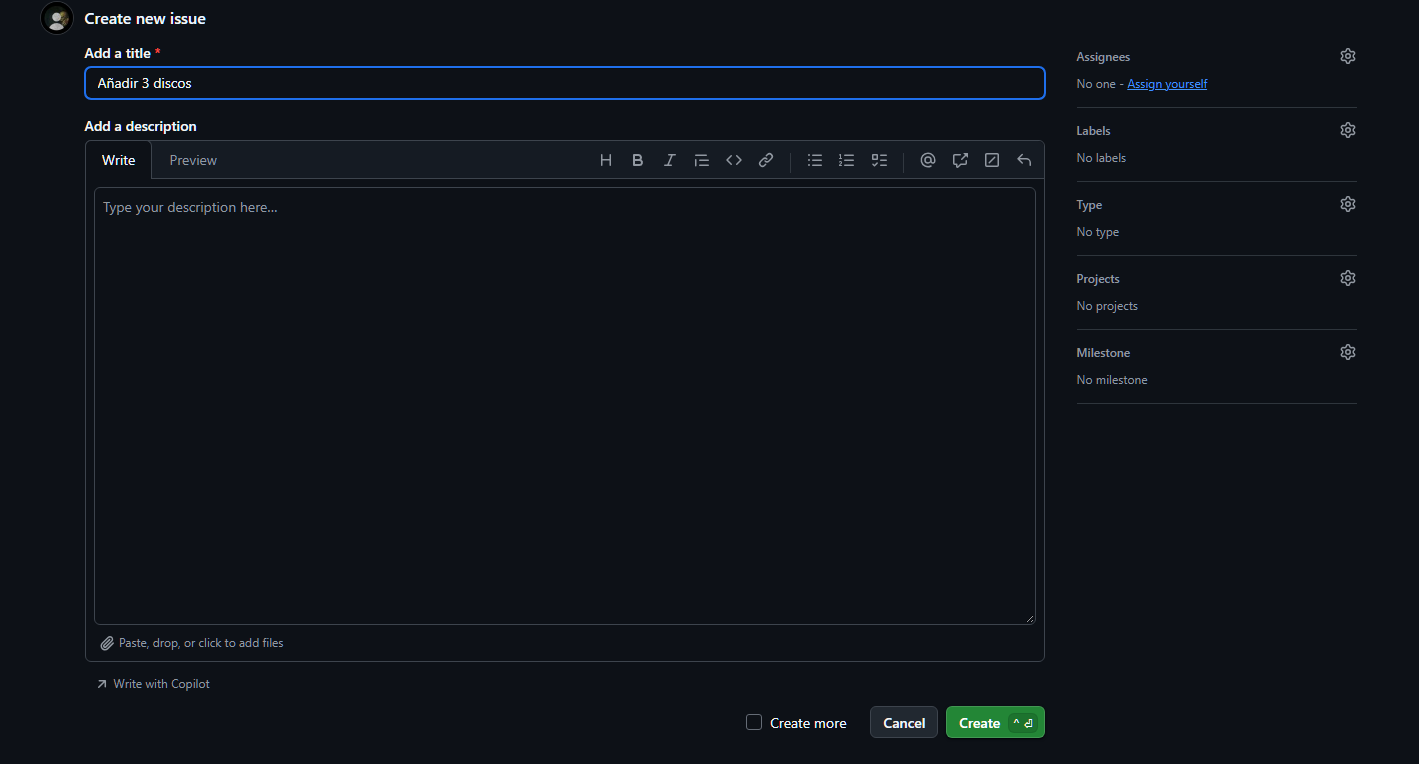 Create new issue
Add a title *
Añadir 3 discos
Add a description
Write Preview
Type your description here...
Paste, drop, or click to add files
Write with Copilot
Create more Cancel Create
Assignees
No one - Assign yourself
Labels
No labels
Type
No type
Projects
No projects
Milestone
No milestone